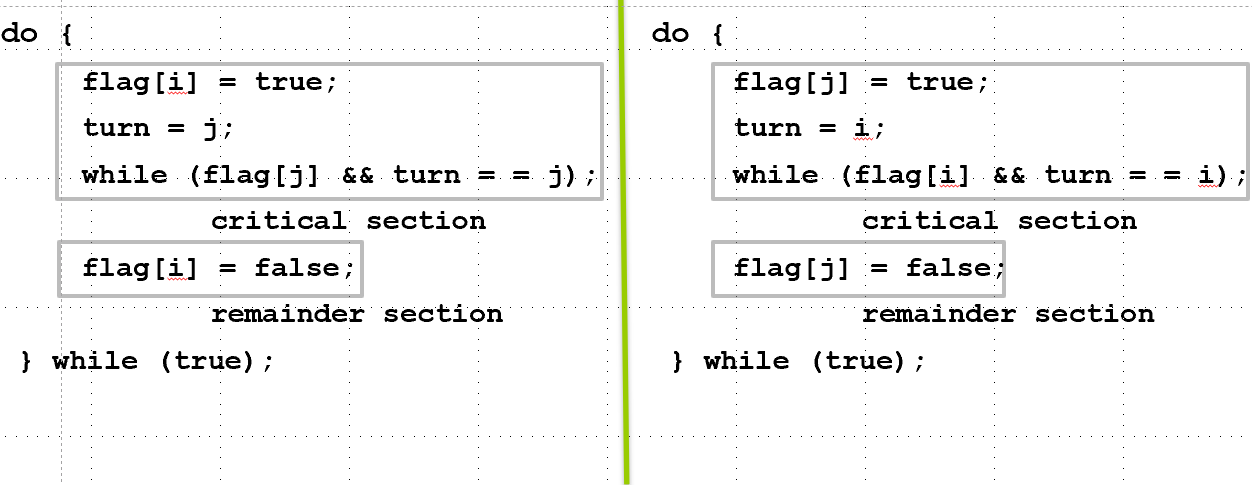 do {
flag[i] = true;
turn = j;
while (flag[j] && turn = = j);
critical section
flag[i] = false;
remainder section
} while (true);
do {
flag[j] = true;
turn = i;
while (flag[i] && turn = = i);
critical section
flag[j] = false;
remainder section
} while (true);